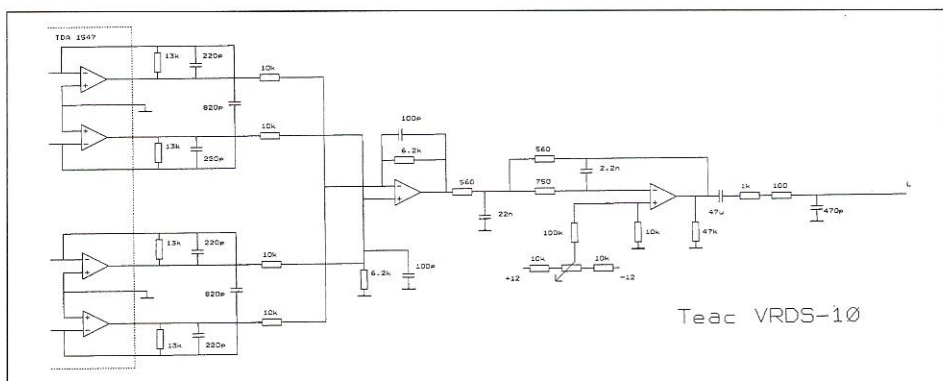 TDA 1547
13k
220p
10k
820p
10k
13k
220p
100p
6.2k
560
22n
560
2.2n
750
100k
10k
47u
47k
1k
100
470p
L
10k
10k
+12
-12
13k
220p
10k
820p
10k
13k
220p
6.2k
100p
Teac VRDS-10